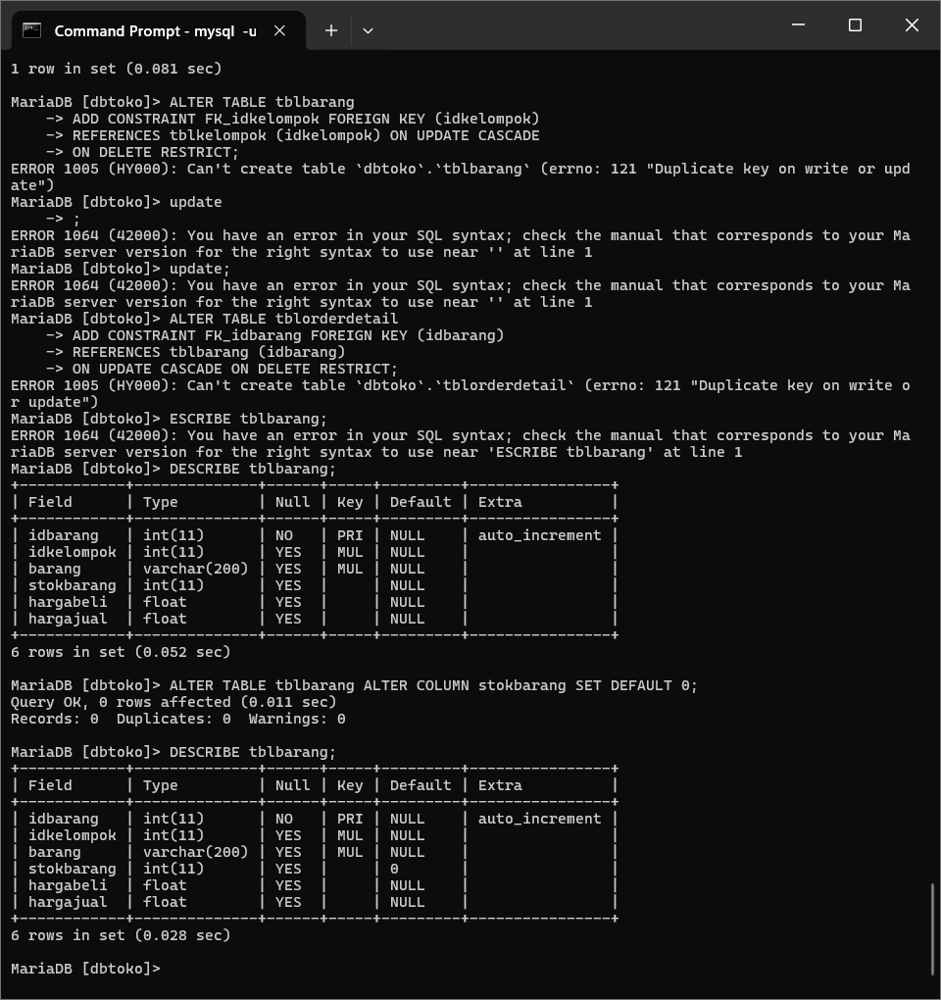 Command Prompt - mysql  -u
1 row in set (0.081 sec)

MariaDB [dbtoko]> ALTER TABLE tblbarang
    -> ADD CONSTRAINT FK_idkelompok FOREIGN KEY (idkelompok)
    -> REFERENCES tblkelompok (idkelompok) ON UPDATE CASCADE
    -> ON DELETE RESTRICT;
ERROR 1005 (HY000): Can't create table `dbtoko`.`tblbarang` (errno: 121 "Duplicate key on write or upd
ate")
MariaDB [dbtoko]> update
    -> ;
ERROR 1064 (42000): You have an error in your SQL syntax; check the manual that corresponds to your Ma
riaDB server version for the right syntax to use near '' at line 1
MariaDB [dbtoko]> update;
ERROR 1064 (42000): You have an error in your SQL syntax; check the manual that corresponds to your Ma
riaDB server version for the right syntax to use near '' at line 1
MariaDB [dbtoko]> ALTER TABLE tblorderdetail
    -> ADD CONSTRAINT FK_idbarang FOREIGN KEY (idbarang)
    -> REFERENCES tblbarang (idbarang)
    -> ON UPDATE CASCADE ON DELETE RESTRICT;
ERROR 1005 (HY000): Can't create table `dbtoko`.`tblorderdetail` (errno: 121 "Duplicate key on write o
r update")
MariaDB [dbtoko]> ESCRIBE tblbarang;
ERROR 1064 (42000): You have an error in your SQL syntax; check the manual that corresponds to your Ma
riaDB server version for the right syntax to use near 'ESCRIBE tblbarang' at line 1
MariaDB [dbtoko]> DESCRIBE tblbarang;
+------------+--------------+------+-----+---------+----------------+
| Field      | Type         | Null | Key | Default | Extra          |
+------------+--------------+------+-----+---------+----------------+
| idbarang   | int(11)      | NO   | PRI | NULL    | auto_increment |
| idkelompok | int(11)      | YES  | MUL | NULL    |                |
| barang     | varchar(200) | YES  | MUL | NULL    |                |
| stokbarang | int(11)      | YES  |     | NULL    |                |
| hargabeli  | float        | YES  |     | NULL    |                |
| hargajual  | float        | YES  |     | NULL    |                |
+------------+--------------+------+-----+---------+----------------+
6 rows in set (0.052 sec)

MariaDB [dbtoko]> ALTER TABLE tblbarang ALTER COLUMN stokbarang SET DEFAULT 0;
Query OK, 0 rows affected (0.011 sec)
Records: 0  Duplicates: 0  Warnings: 0

MariaDB [dbtoko]> DESCRIBE tblbarang;
+------------+--------------+------+-----+---------+----------------+
| Field      | Type         | Null | Key | Default | Extra          |
+------------+--------------+------+-----+---------+----------------+
| idbarang   | int(11)      | NO   | PRI | NULL    | auto_increment |
| idkelompok | int(11)      | YES  | MUL | NULL    |                |
| barang     | varchar(200) | YES  | MUL | NULL    |                |
| stokbarang | int(11)      | YES  |     | 0       |                |
| hargabeli  | float        | YES  |     | NULL    |                |
| hargajual  | float        | YES  |     | NULL    |                |
+------------+--------------+------+-----+---------+----------------+
6 rows in set (0.028 sec)

MariaDB [dbtoko]>